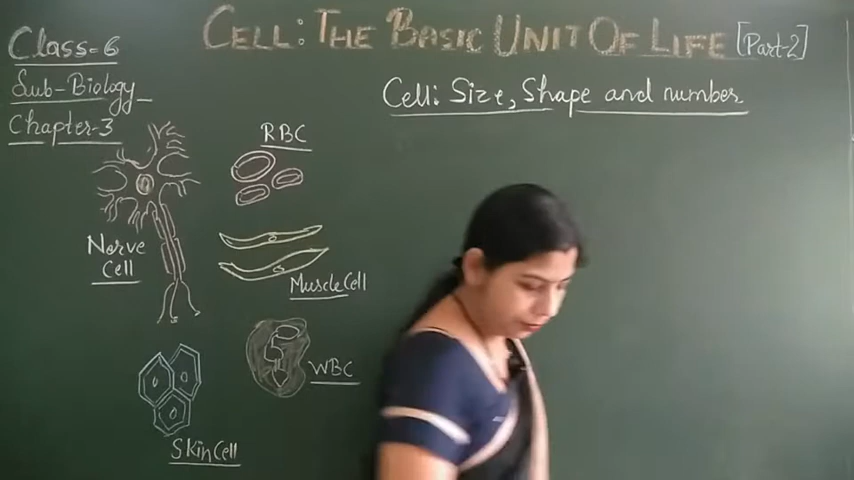 Class-6
Sub-Biology
Chapter-3
CELL: THE BASIC UNIT OF LIFE [Part-2]
Cell: Size, Shape and number
RBC
Nerve
Cell
Muscle Cell
WBC
Skin Cell